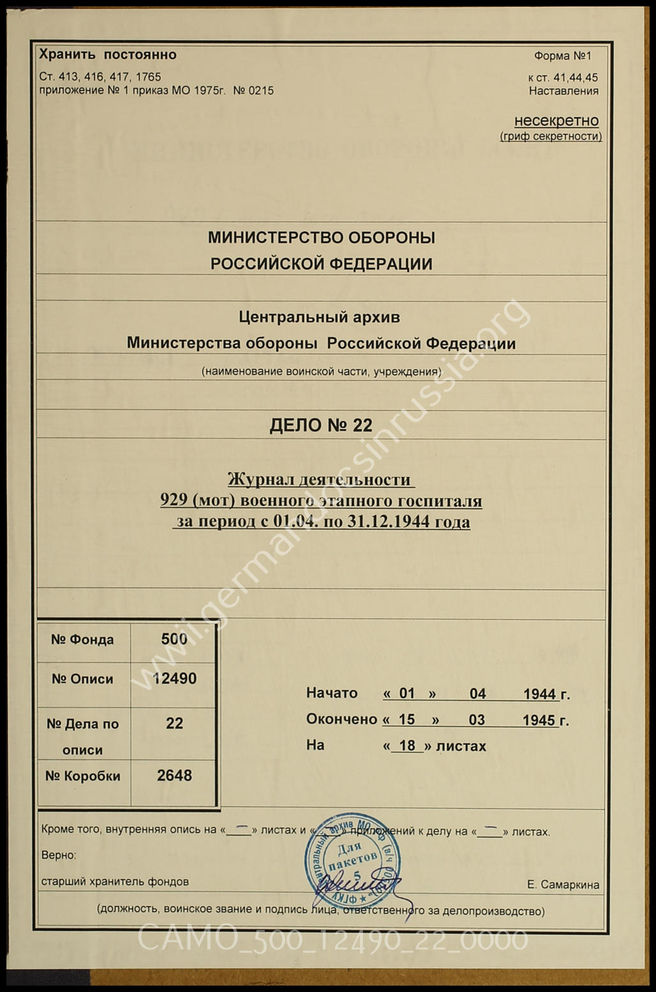 Хранить постоянно
Форма №1
Ст. 413, 416, 417, 1765
к ст. 41,44,45
приложение № 1 приказ МО 1975г. № 0215
Наставления
несекретно
(гриф секретности)
МИНИСТЕРСТВО ОБОРОНЫ
РОССИЙСКОЙ ФЕДЕРАЦИИ
Центральный архив
Министерства обороны Российской Федерации
(наименование воинской части, учреждения)
ДЕЛО № 22
Журнал деятельности
929 (мот) военного этапного госпиталя
за период с 01.04. по 31.12.1944 года
№ Фонда 500
№ Описи 12490
№ Дела по описи 22
№ Коробки 2648
Начато « 01 » 04 1944 г.
Окончено « 15 » 03 1945 г.
На « 18 » листах
Кроме того, внутренняя опись на « — » листах и « » приложений к делу на « — » листах.
Верно:
старший хранитель фондов
Е. Самаркина
(должность, воинское звание и подпись лица, ответственного за делопроизводство)
Для
пакетов
5
www.germandocsinrussia.org
CAMO_500_12490_22_0000